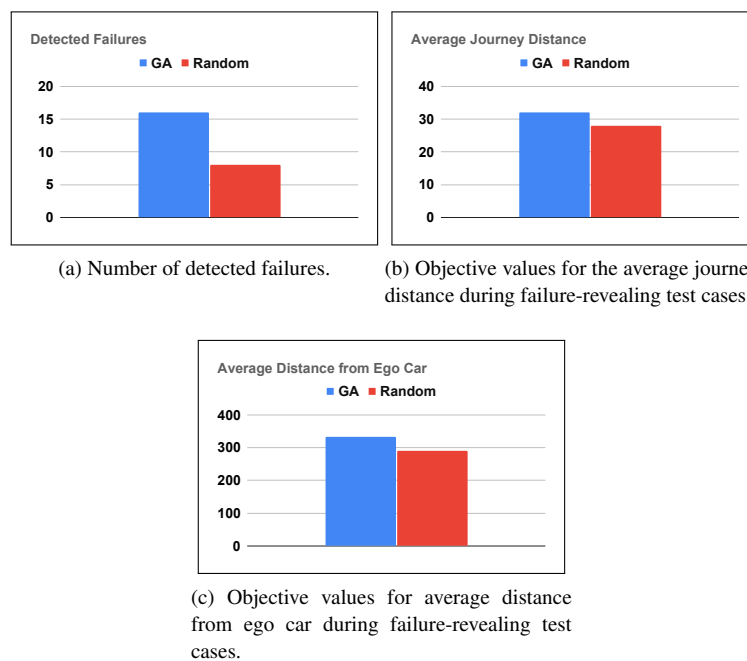 Detected Failures
GA Random
20
15
10
5
0
(a) Number of detected failures.
Average Journey Distance
GA Random
40
30
20
10
0
(b) Objective values for the average journe
distance during failure-revealing test cases
Average Distance from Ego Car
GA Random
400
300
200
100
0
(c) Objective values for average distance
from ego car during failure-revealing test
cases.